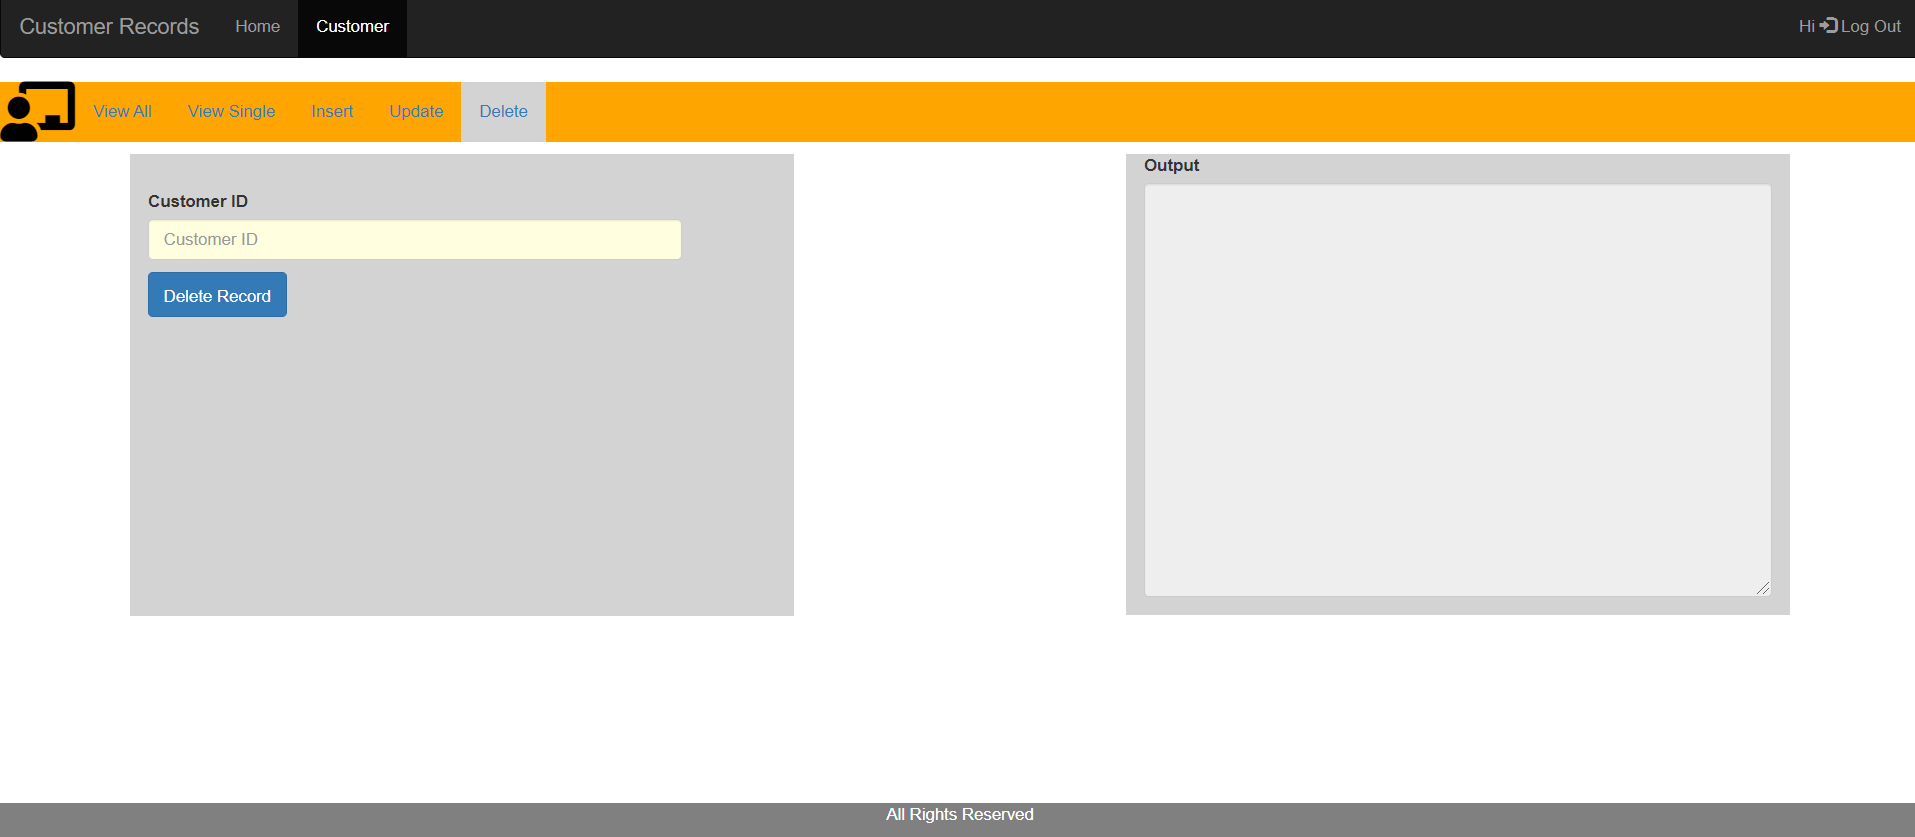 Customer Records Home Customer Hi Log Out
View All View Single Insert Update Delete
Customer ID
Customer ID
Delete Record
Output
All Rights Reserved